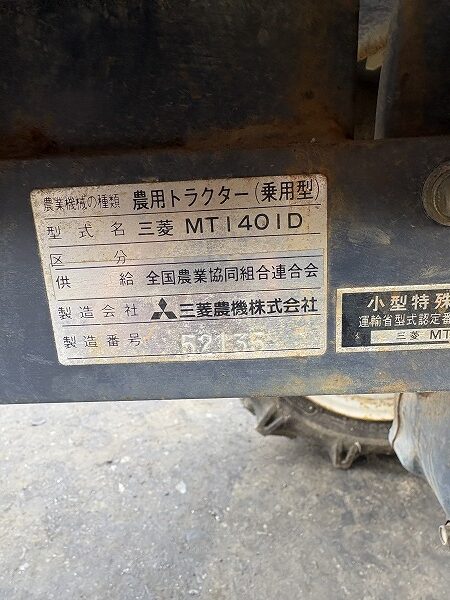 農業機械の種類 農用トラクター(乗用型)
型式名 三菱 MT1401D
区分
供給 全国農業協同組合連合会
製造会社 三菱農機株式会社
製造番号 52135
小型特殊
運輸省型式認定番
三菱 MT